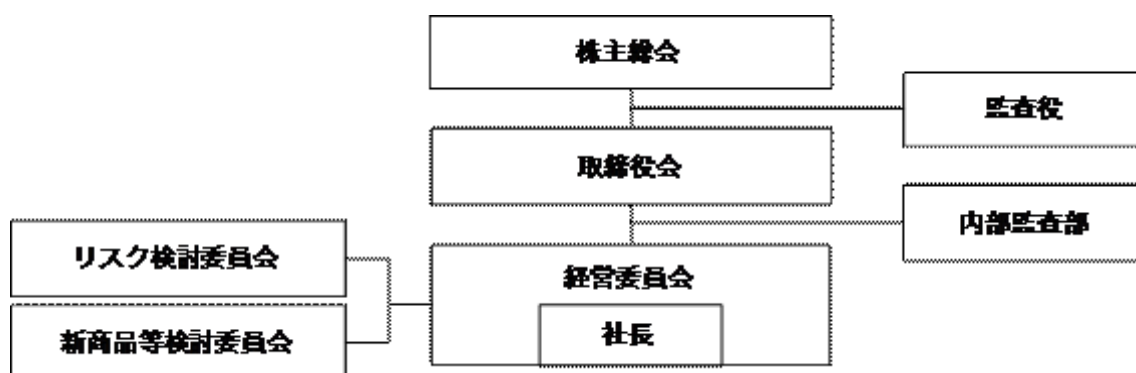 株主総会
監査役
取締役会
内部監査部
リスク検討委員会
経営委員会
社長
新商品等検討委員会